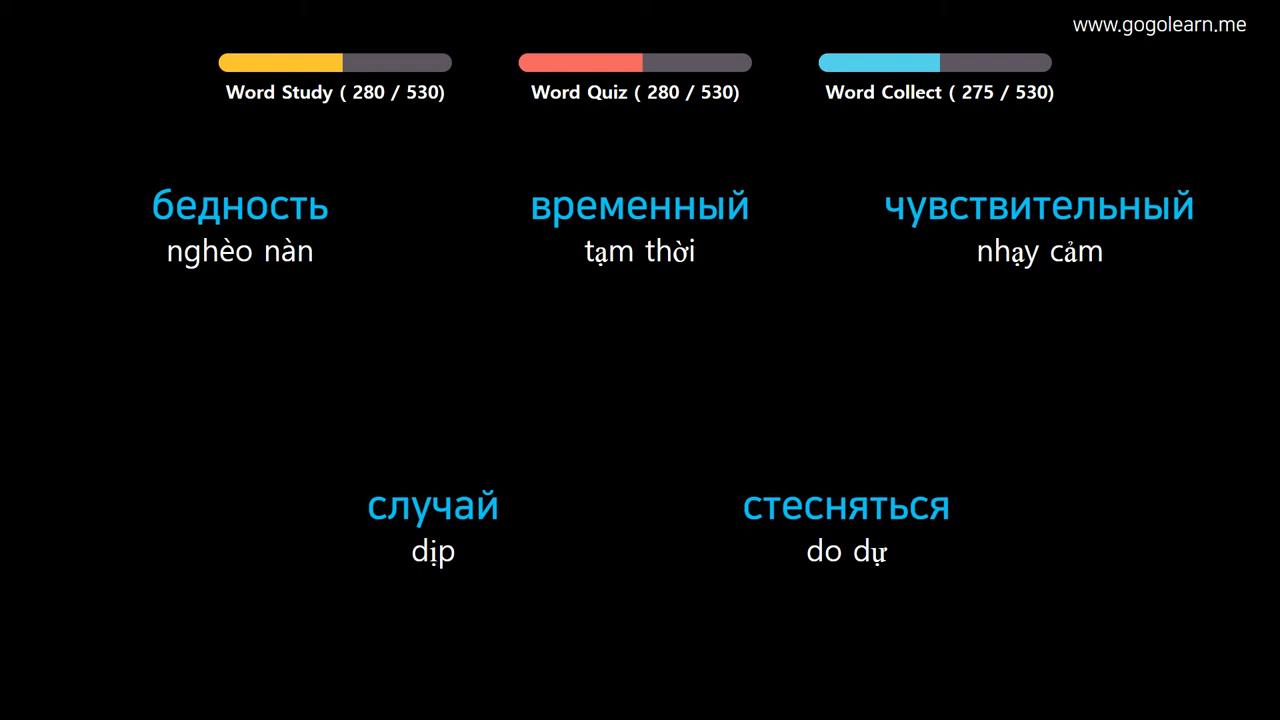 www.gogolearn.me
Word Study ( 280 / 530)
Word Quiz ( 280 / 530)
Word Collect ( 275 / 530)
бедность
nghèo nàn
временный
tạm thời
чувствительный
nhạy cảm
случай
dịp
стесняться
do dự